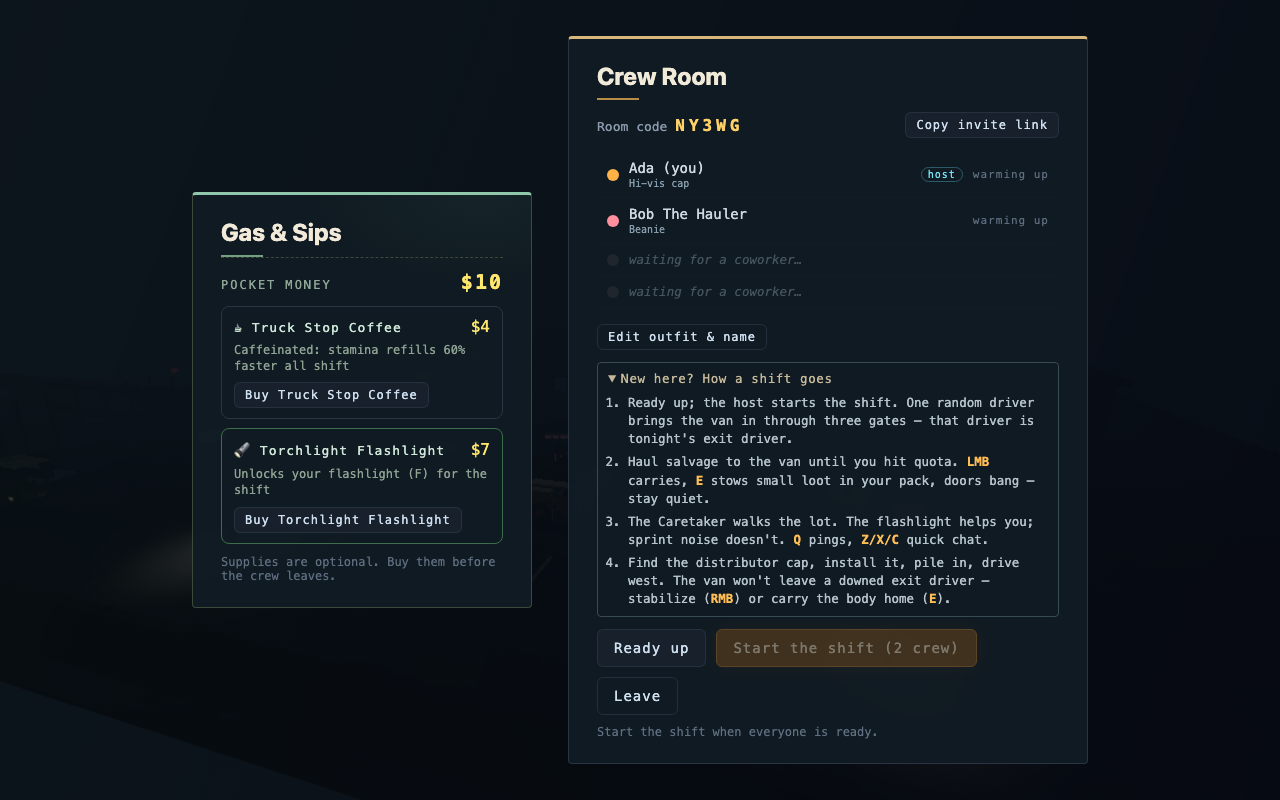 Gas & Sips
POCKET MONEY $10
☕ Truck Stop Coffee $4
Caffeinated: stamina refills 60%
faster all shift
Buy Truck Stop Coffee
🔦 Torchlight Flashlight $7
Unlocks your flashlight (F) for the
shift
Buy Torchlight Flashlight
Supplies are optional. Buy them before
the crew leaves.
Crew Room
Room code NY3WG
Copy invite link
Ada (you)
Hi-vis cap
host warming up
Bob The Hauler
Beanie
warming up
waiting for a coworker…
waiting for a coworker…
Edit outfit & name
▼ New here? How a shift goes
1. Ready up; the host starts the shift. One random driver
brings the van in through three gates — that driver is
tonight's exit driver.
2. Haul salvage to the van until you hit quota. LMB
carries, E stows small loot in your pack, doors bang —
stay quiet.
3. The Caretaker walks the lot. The flashlight helps you;
sprint noise doesn't. Q pings, Z/X/C quick chat.
4. Find the distributor cap, install it, pile in, drive
west. The van won't leave a downed exit driver —
stabilize (RMB) or carry the body home (E).
Ready up
Start the shift (2 crew)
Leave
Start the shift when everyone is ready.